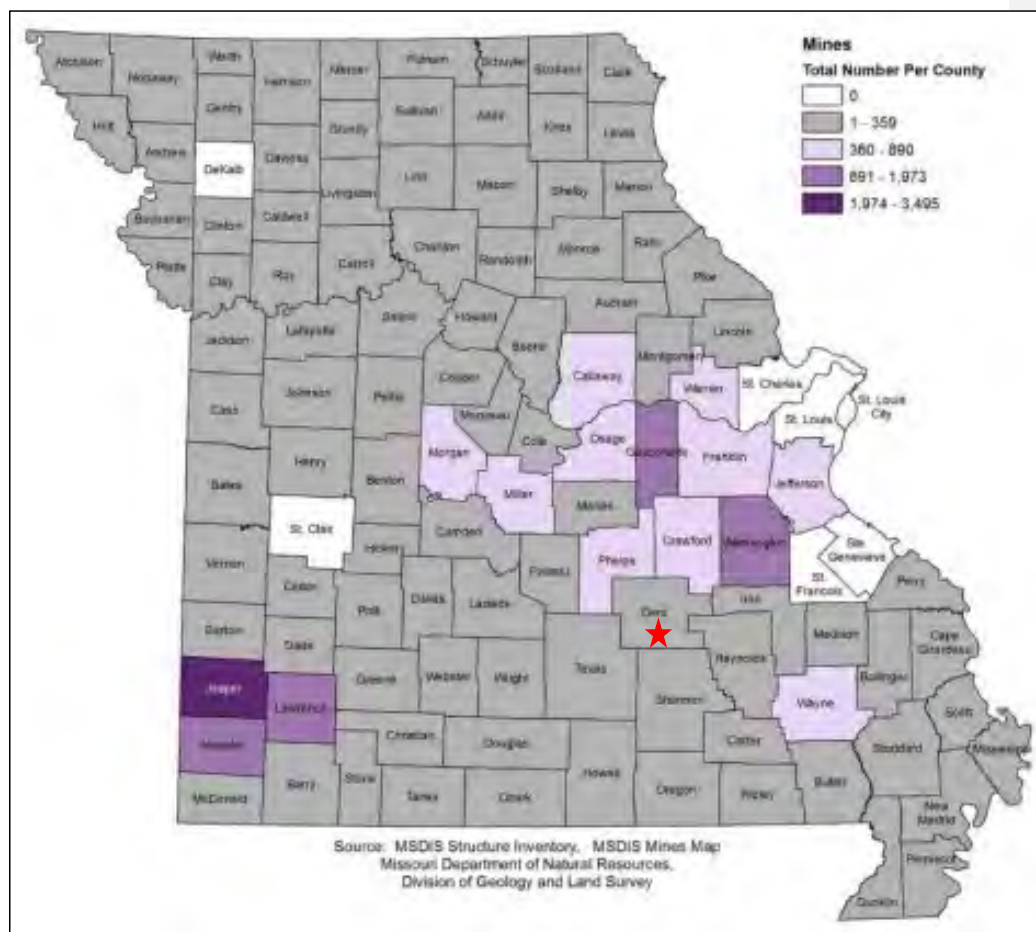 Mines
Total Number Per County
0
1 - 359
360 - 890
891 - 1,973
1,974 - 3,495
Atchison
Nodaway
Worth
Harrison
Mercer
Putnam
Schuyler
Scotland
Clark
Holt
Gentry
Sullivan
Adair
Knox
Lewis
Andrew
DeKalb
Daviess
Grundy
Linn
Macon
Shelby
Marion
Livingston
Buchanan
Clinton
Caldwell
Chariton
Randolph
Monroe
Ralls
Platte
Clay
Ray
Carroll
Pike
Audrain
Saline
Howard
Boone
Lincoln
Jackson
Lafayette
Montgomery
Callaway
Warren
St. Charles
St. Louis
City
St. Louis
Cooper
Cass
Johnson
Pettis
Moniteau
Cole
Osage
Gasconade
Franklin
Morgan
Jefferson
Henry
Benton
Miller
Bates
Maries
St. Clair
Camden
Phelps
Crawford
Washington
Ste.
Genevieve
Vernon
Hickory
Pulaski
St.
Francois
Perry
Cedar
Polk
Dallas
Laclede
Dent
Iron
Madison
Cape
Girardeau
Barton
Dade
Texas
Reynolds
Bollinger
Jasper
Greene
Webster
Wright
Shannon
Lawrence
Wayne
Scott
Newton
Christian
Douglas
Carter
Stoddard
Mississippi
McDonald
Barry
Stone
Taney
Ozark
Howell
Oregon
Ripley
Butler
New
Madrid
Pemiscot
Dunklin
Source: MSDIS Structure Inventory, MSDIS Mines Map
Missouri Department of Natural Resources,
Division of Geology and Land Survey